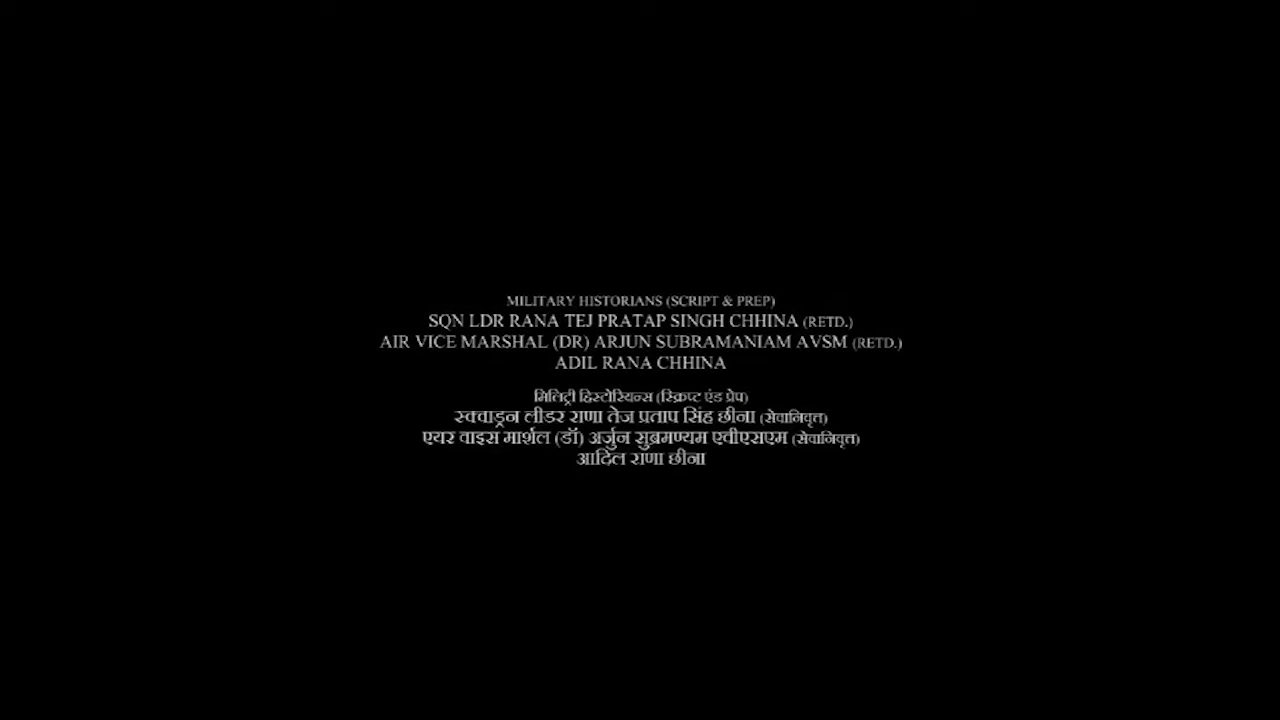 MILITARY HISTORIANS (SCRIPT & PREP)
SQN LDR RANA TEJ PRATAP SINGH CHHINA (RETD.)
AIR VICE MARSHAL (DR) ARJUN SUBRAMANIAM AVSM (RETD.)
ADIL RANA CHHINA
मिलिट्री हिस्टोरियन्स (स्क्रिप्ट एंड प्रेप)
स्क्वाड्रन लीडर राणा तेज प्रताप सिंह छीना (सेवानिवृत्त)
एयर वाइस मार्शल (डॉ) अर्जुन सुब्रमण्यम एवीएसएम (सेवानिवृत्त)
आदिल राणा छीना